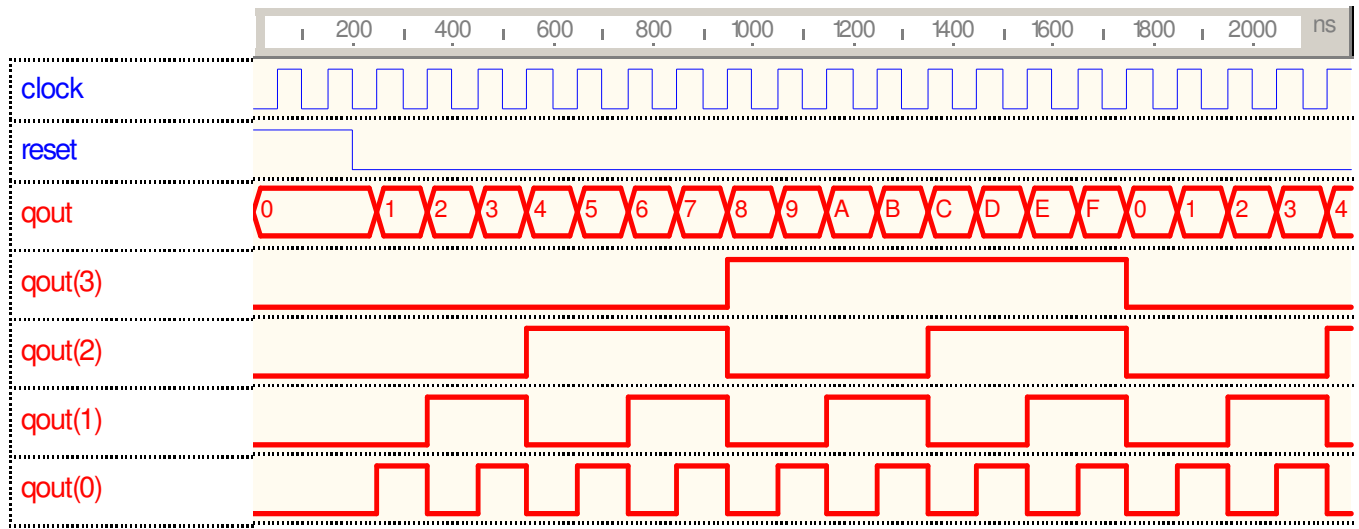 200 400 600 800 1000 1200 1400 1600 1800 2000 ns
clock
reset
qout 0 1 2 3 4 5 6 7 8 9 A B C D E F 0 1 2 3 4
qout(3)
qout(2)
qout(1)
qout(0)